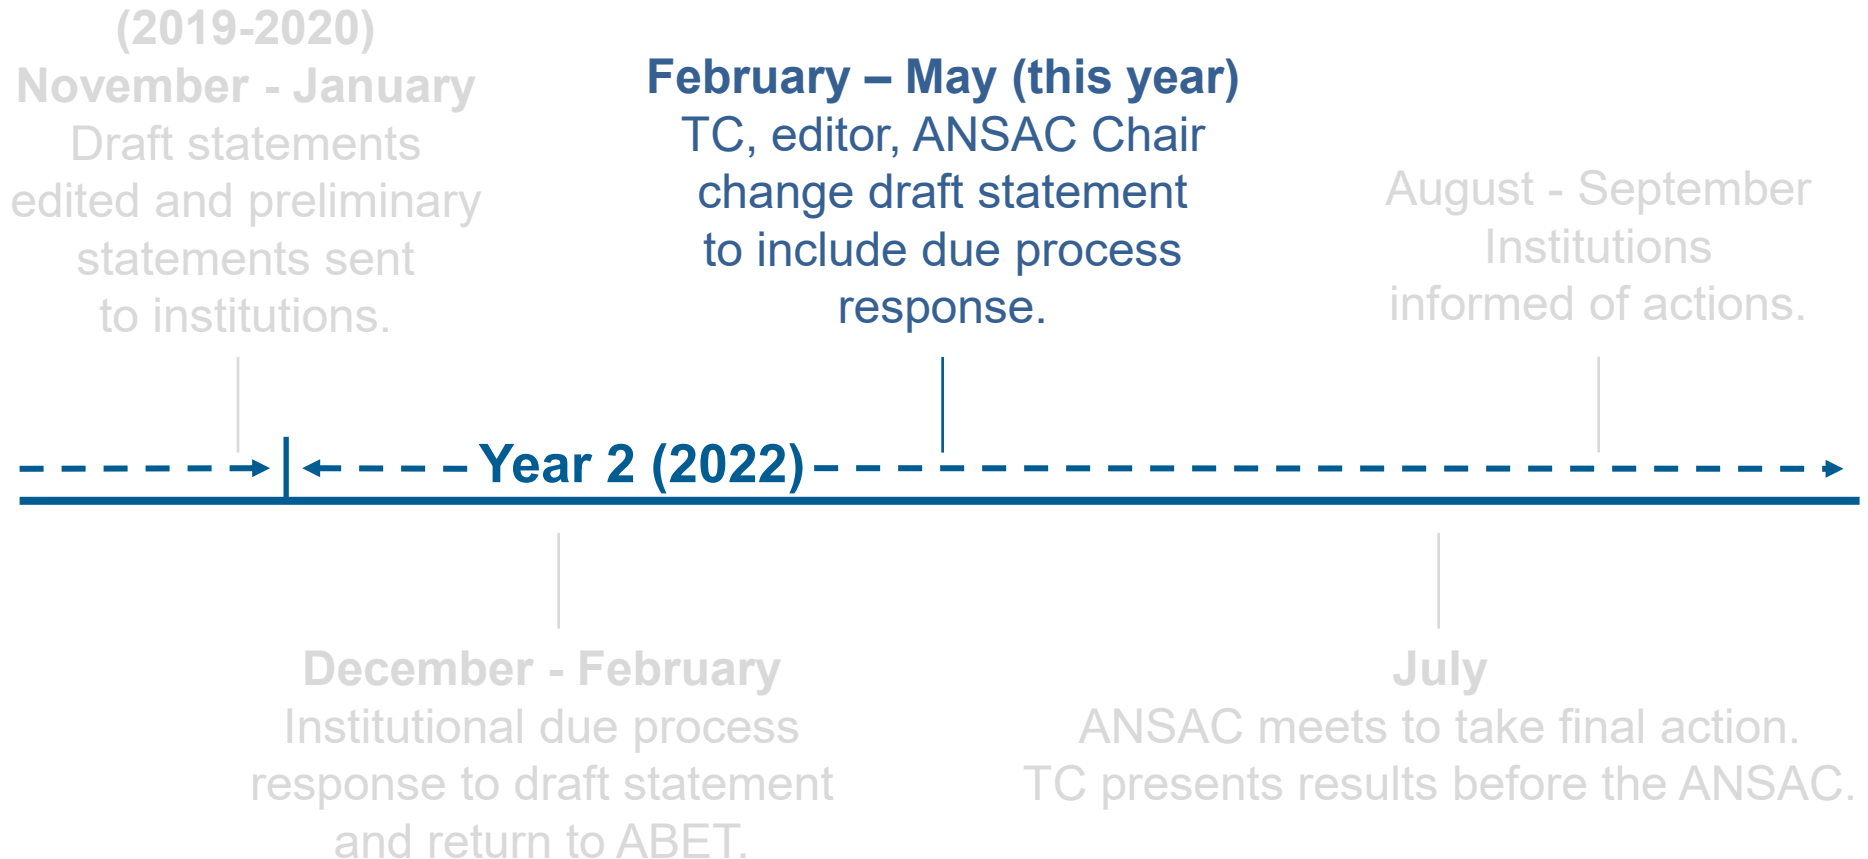 (2019-2020)
November - January
Draft statements
edited and preliminary
statements sent
to institutions.
February – May (this year)
TC, editor, ANSAC Chair
change draft statement
to include due process
response.
August - September
Institutions
informed of actions.
Year 2 (2022)
December - February
Institutional due process
response to draft statement
and return to ABET.
July
ANSAC meets to take final action.
TC presents results before the ANSAC.